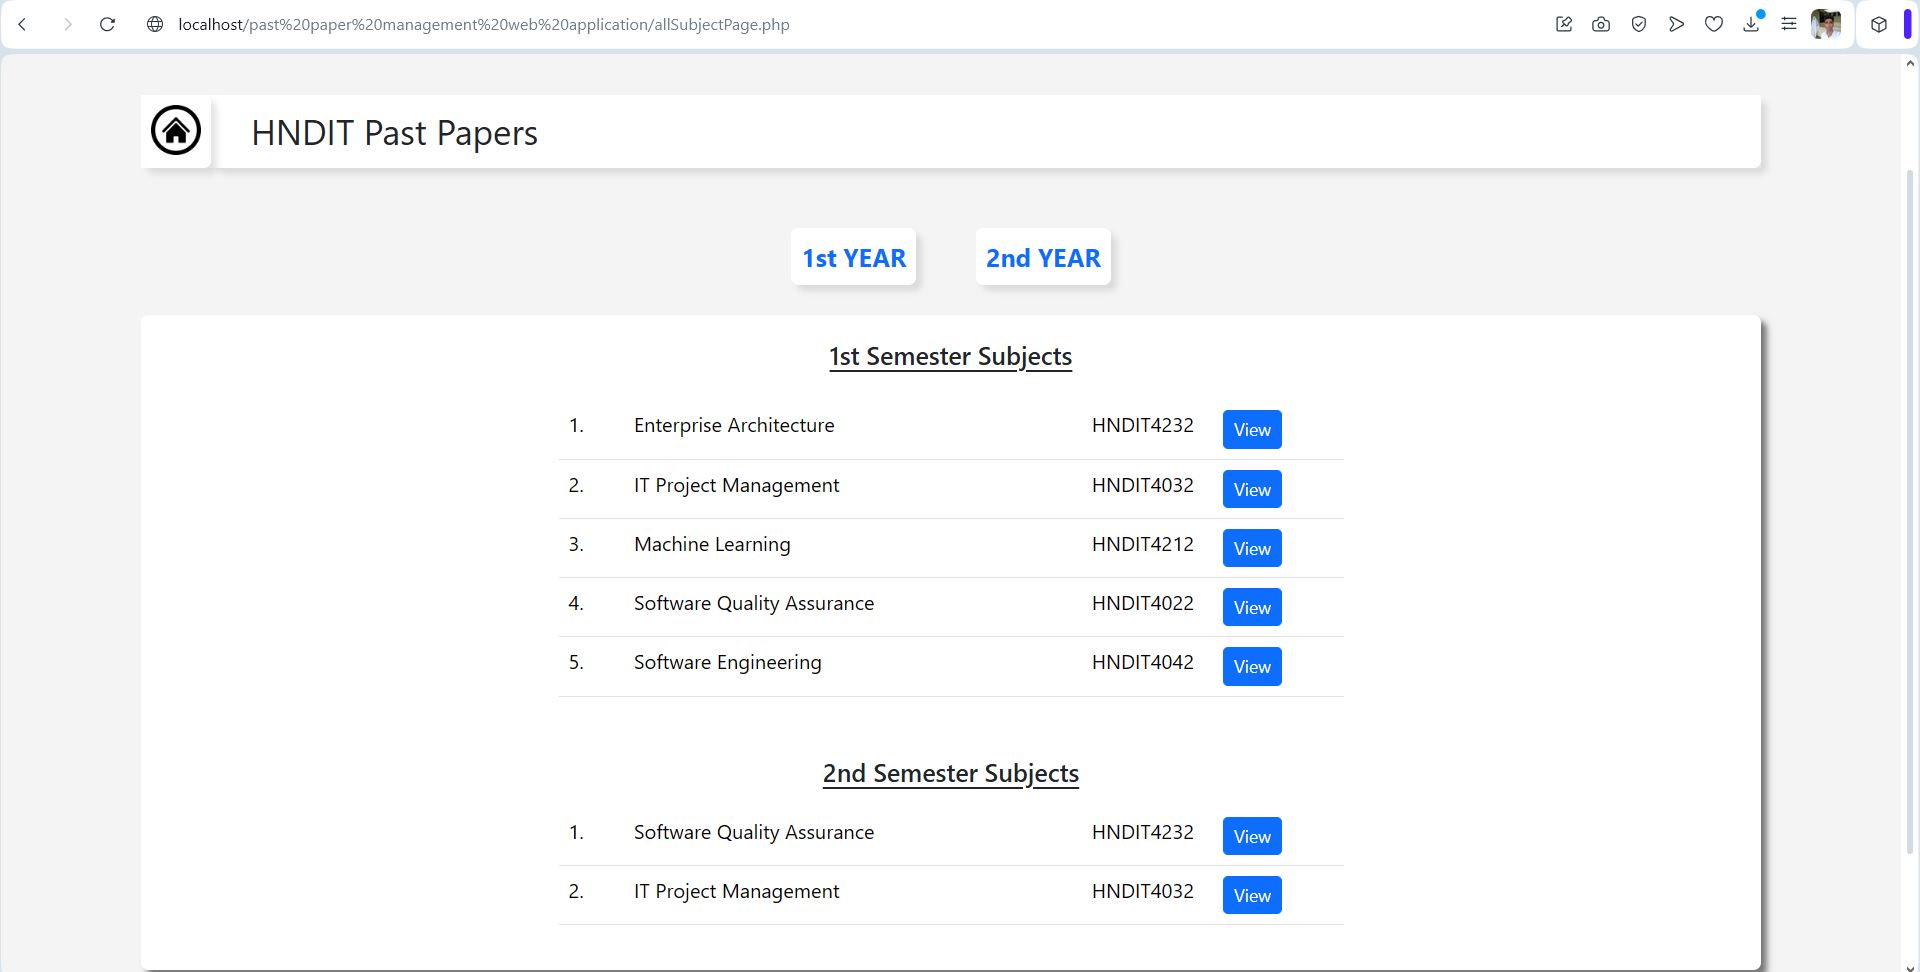 localhost/past%20paper%20management%20web%20application/allSubjectPage.php
HNDIT Past Papers
1st YEAR 2nd YEAR
1st Semester Subjects
1. Enterprise Architecture HNDIT4232 View
2. IT Project Management HNDIT4032 View
3. Machine Learning HNDIT4212 View
4. Software Quality Assurance HNDIT4022 View
5. Software Engineering HNDIT4042 View
2nd Semester Subjects
1. Software Quality Assurance HNDIT4232 View
2. IT Project Management HNDIT4032 View